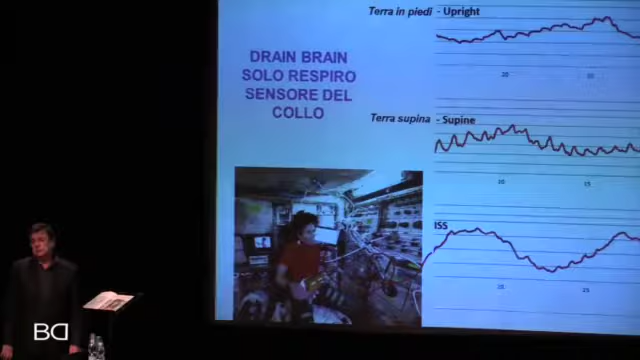 Terra in piedi - Upright
DRAIN BRAIN
SOLO RESPIRO
SENSORE DEL
COLLO
Terra supina - Supine
ISS
BD